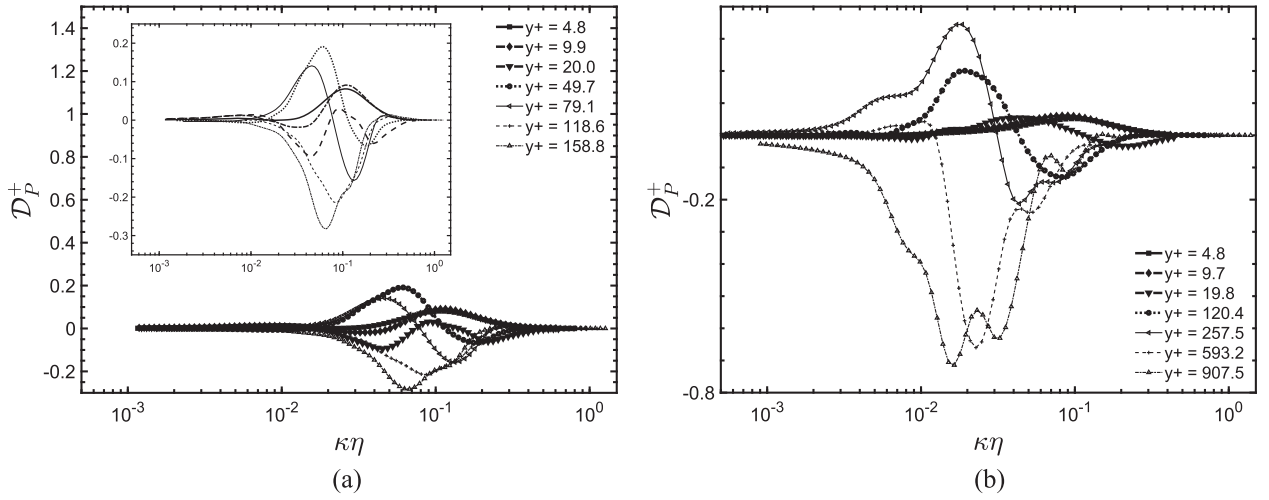 1.4
1.2
1
0.8
0.6
0.4
0.2
0
-0.2
D_P^+
0.2
0.1
0
-0.1
-0.2
-0.3
10^-3
10^-2
10^-1
10^0
y+ = 4.8
y+ = 9.9
y+ = 20.0
y+ = 49.7
y+ = 79.1
y+ = 118.6
y+ = 158.8
10^-3
10^-2
10^-1
10^0
κη
(a)
D_P^+
-0.2
-0.8
y+ = 4.8
y+ = 9.7
y+ = 19.8
y+ = 120.4
y+ = 257.5
y+ = 593.2
y+ = 907.5
10^-3
10^-2
10^-1
10^0
κη
(b)